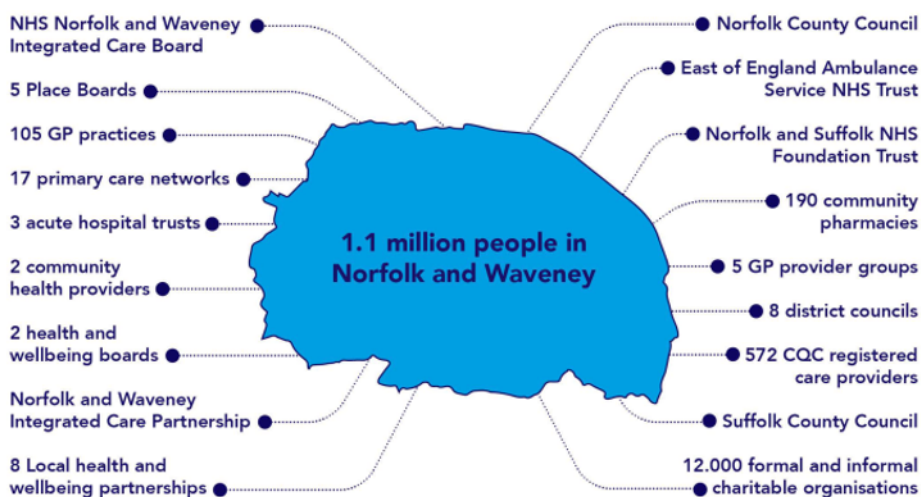 NHS Norfolk and Waveney
Integrated Care Board
5 Place Boards
105 GP practices
17 primary care networks
3 acute hospital trusts
2 community
health providers
2 health and
wellbeing boards
Norfolk and Waveney
Integrated Care Partnership
8 Local health and
wellbeing partnerships
1.1 million people in
Norfolk and Waveney
Norfolk County Council
East of England Ambulance
Service NHS Trust
Norfolk and Suffolk NHS
Foundation Trust
190 community
pharmacies
5 GP provider groups
8 district councils
572 CQC registered
care providers
Suffolk County Council
12.000 formal and informal
charitable organisations